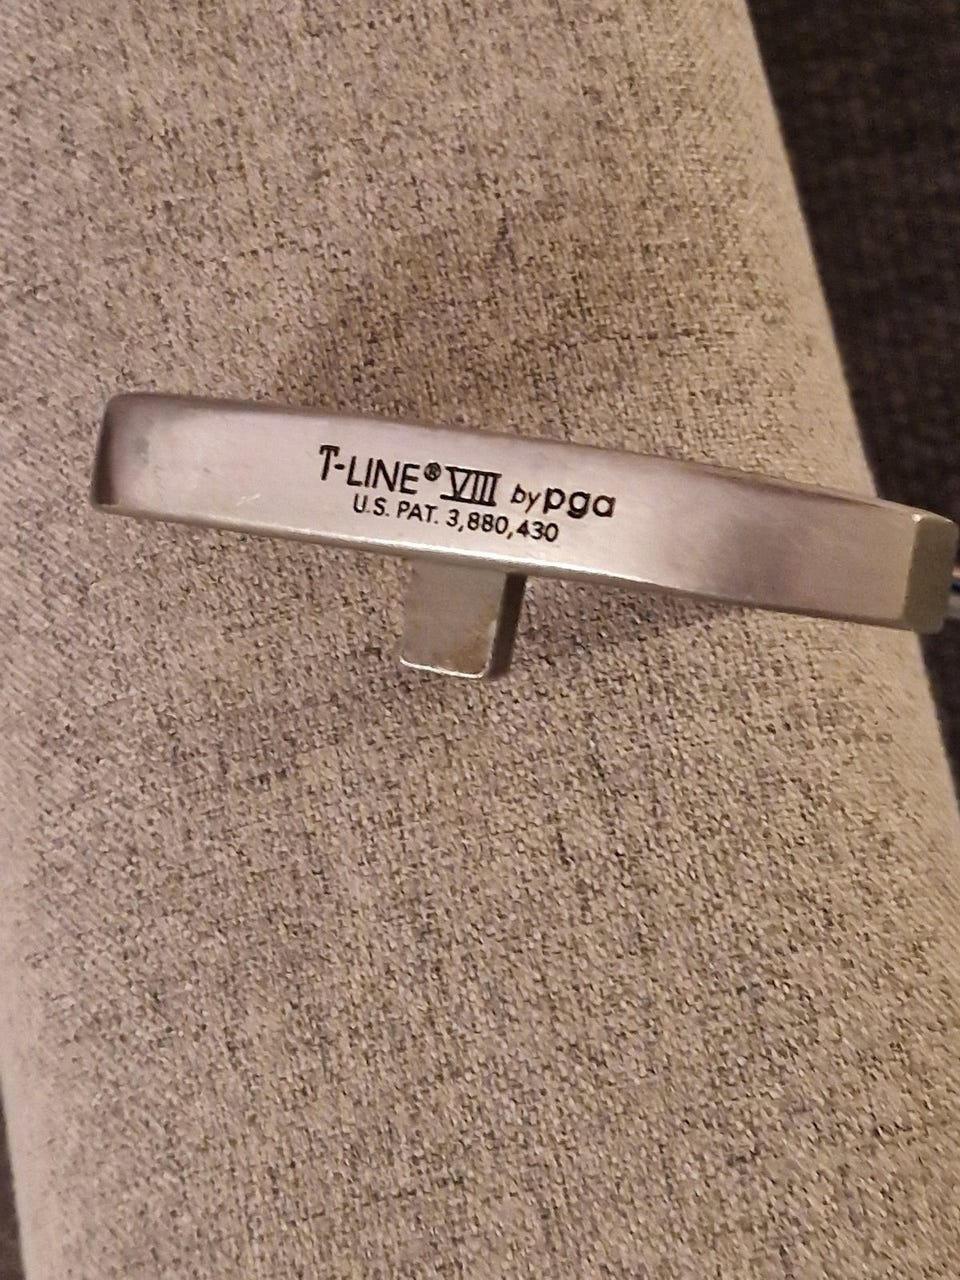 T-LINE® VIII by pga
U.S. PAT. 3,880,430